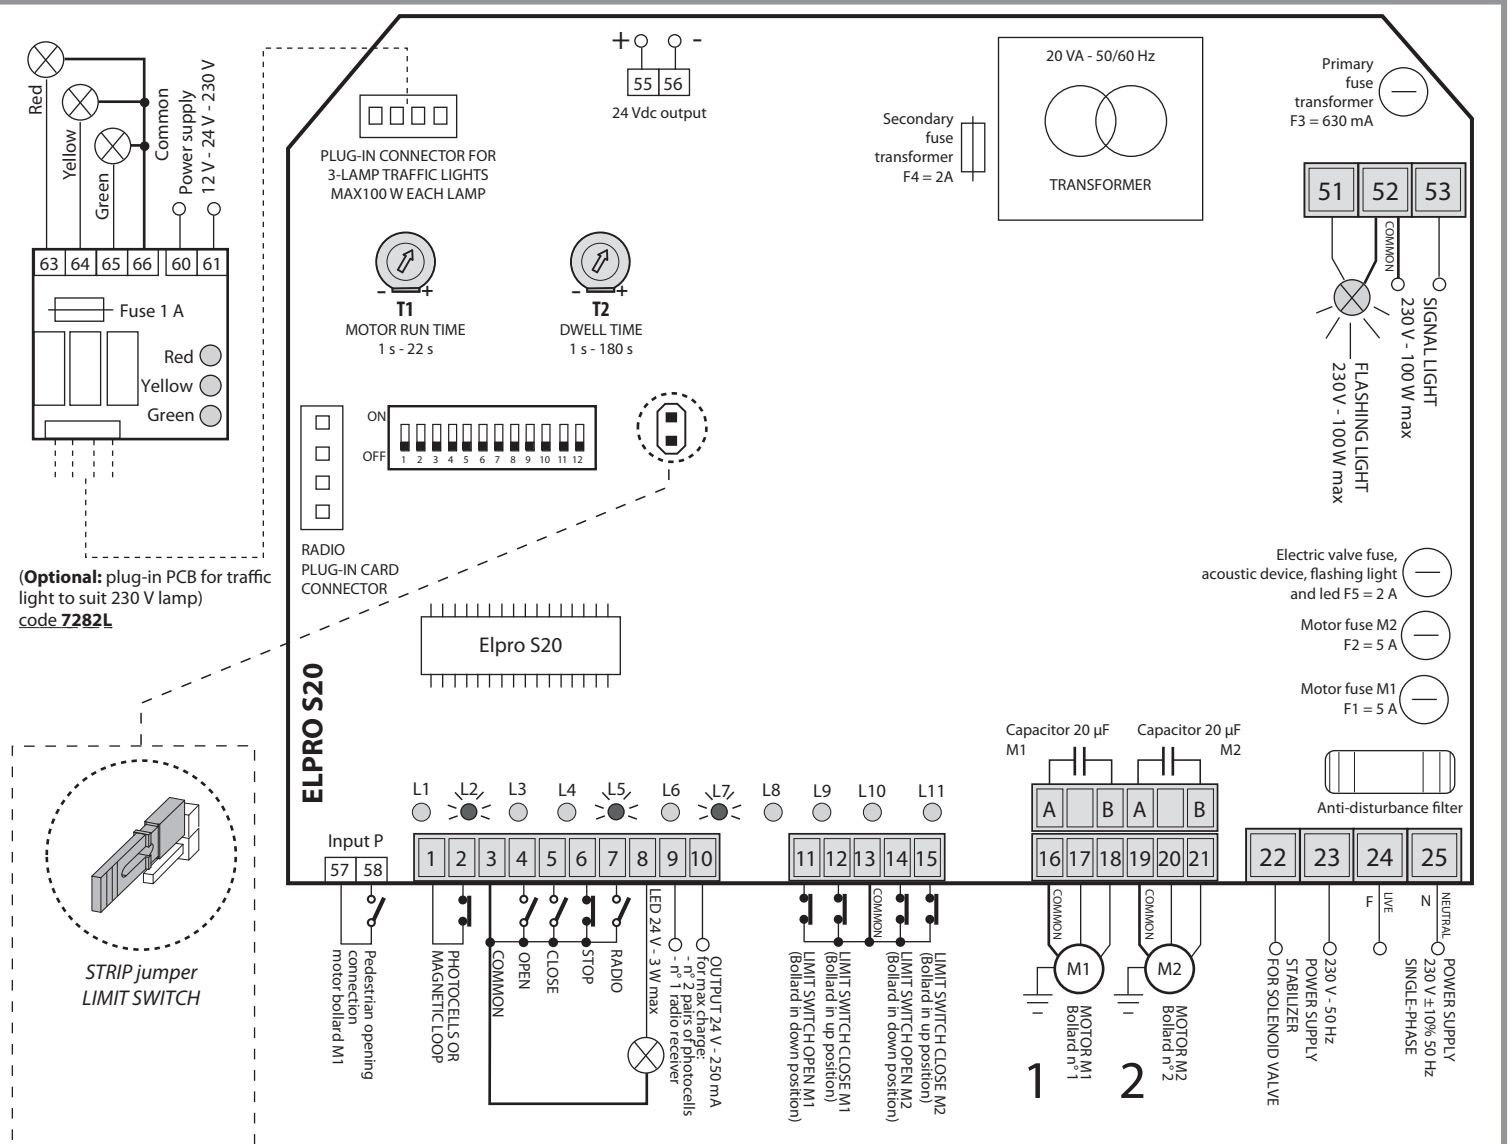 Red
Yellow
Green
Common
Power supply
12 V - 24 V - 230 V
63 64 65 66 60 61
Fuse 1 A
Red
Yellow
Green
(Optional: plug-in PCB for traffic
light to suit 230 V lamp)
code 7282L
PLUG-IN CONNECTOR FOR
3-LAMP TRAFFIC LIGHTS
MAX100 W EACH LAMP
+ -
55 56
24 Vdc output
20 VA - 50/60 Hz
TRANSFORMER
Secondary
fuse
transformer
F4 = 2A
Primary
fuse
transformer
F3 = 630 mA
51 52 53
COMMON
FLASHING LIGHT
230 V - 100 W max
SIGNAL LIGHT
230 V - 100 W max
- +
T1
MOTOR RUN TIME
1 s - 22 s
- +
T2
DWELL TIME
1 s - 180 s
ON
OFF
1 2 3 4 5 6 7 8 9 10 11 12
RADIO
PLUG-IN CARD
CONNECTOR
Elpro S20
ELPRO S20
Electric valve fuse,
acoustic device, flashing light
and led F5 = 2 A
Motor fuse M2
F2 = 5 A
Motor fuse M1
F1 = 5 A
Anti-disturbance filter
Capacitor 20 µF
M1
Capacitor 20 µF
M2
A B A B
STRIP jumper
LIMIT SWITCH
L1 L2 L3 L4 L5 L6 L7 L8 L9 L10 L11
Input P
57 58
1 2 3 4 5 6 7 8 9 10
11 12 13 14 15
16 17 18 19 20 21
22 23 24 25
Pedestrian opening
connection
motor bollard M1
PHOTOCELLS OR
MAGNETIC LOOP
COMMON
OPEN
CLOSE
STOP
RADIO
LED 24 V - 3 W max
OUTPUT 24 V - 250 mA
for max charge:
- n° 2 pairs of photocells
- n° 1 radio receiver
COMMON
LIMIT SWITCH OPEN M1
(Bollard in down position)
LIMIT SWITCH CLOSE M1
(Bollard in up position)
LIMIT SWITCH OPEN M2
(Bollard in down position)
LIMIT SWITCH CLOSE M2
(Bollard in up position)
COMMON
M1
1
MOTOR M1
Bollard n°1
COMMON
M2
2
MOTOR M2
Bollard n°2
230 V - 50 Hz
POWER SUPPLY
STABILIZER
FOR SOLENOID VALVE
F LIVE
N NEUTRAL
POWER SUPPLY
230 V ±10% 50 Hz
SINGLE-PHASE